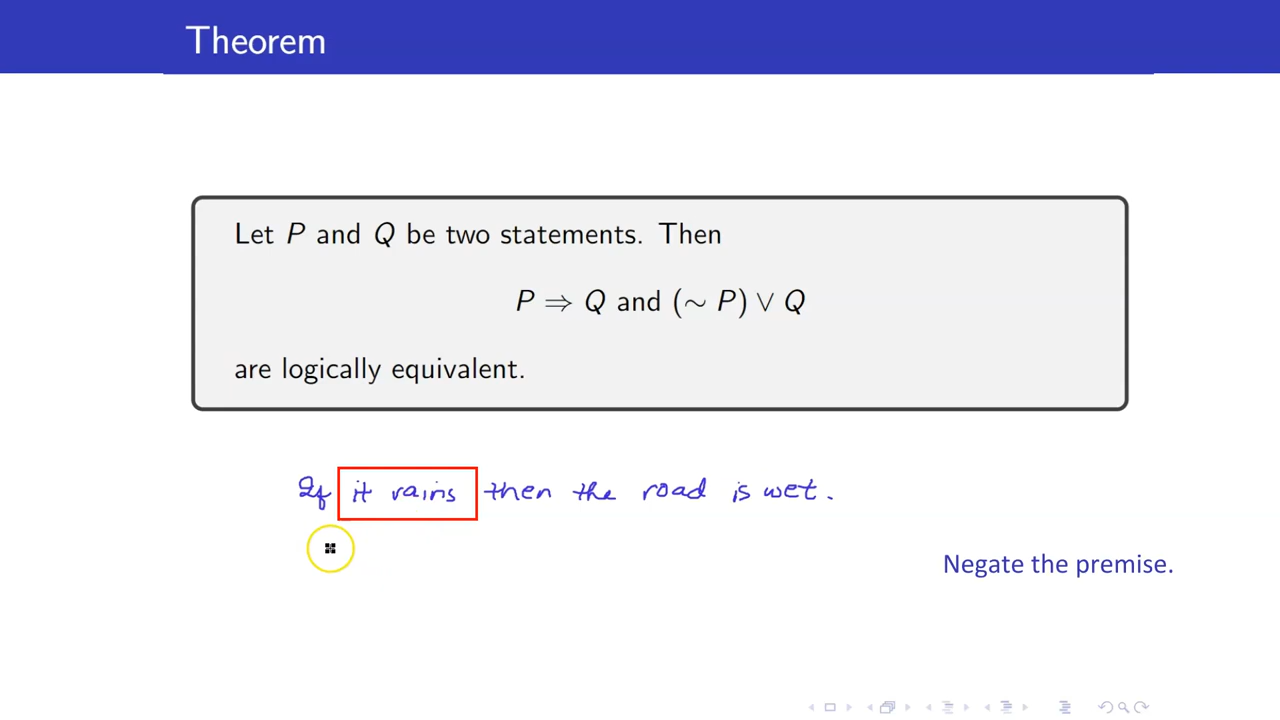 Theorem
Let P and Q be two statements. Then
P ⇒ Q and (∼ P) ∨ Q
are logically equivalent.
If it rains then the road is wet.
Negate the premise.